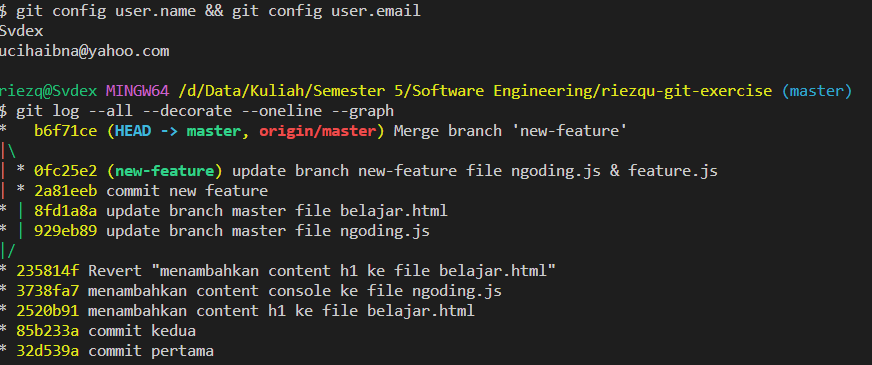 $ git config user.name && git config user.email
Svdex
ucihaibna@yahoo.com
riezq@Svdex MINGW64 /d/Data/Kuliah/Semester 5/Software Engineering/riezqu-git-exercise (master)
$ git log --all --decorate --oneline --graph
*   b6f71ce (HEAD -> master, origin/master) Merge branch 'new-feature'
|\
| * 0fc25e2 (new-feature) update branch new-feature file ngoding.js & feature.js
| * 2a81eeb commit new feature
* | 8fd1a8a update branch master file belajar.html
* | 929eb89 update branch master file ngoding.js
|/
* 235814f Revert "menambahkan content h1 ke file belajar.html"
* 3738fa7 menambahkan content console ke file ngoding.js
* 2520b91 menambahkan content h1 ke file belajar.html
* 85b233a commit kedua
* 32d539a commit pertama